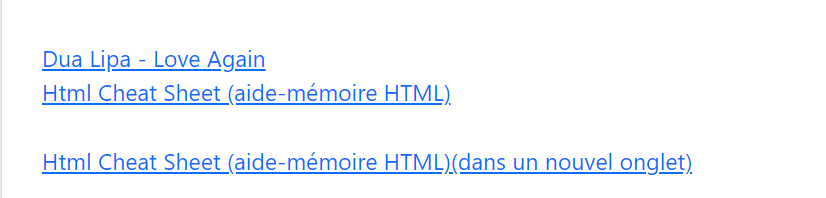 Dua Lipa - Love Again
Html Cheat Sheet (aide-mémoire HTML)
Html Cheat Sheet (aide-mémoire HTML)(dans un nouvel onglet)